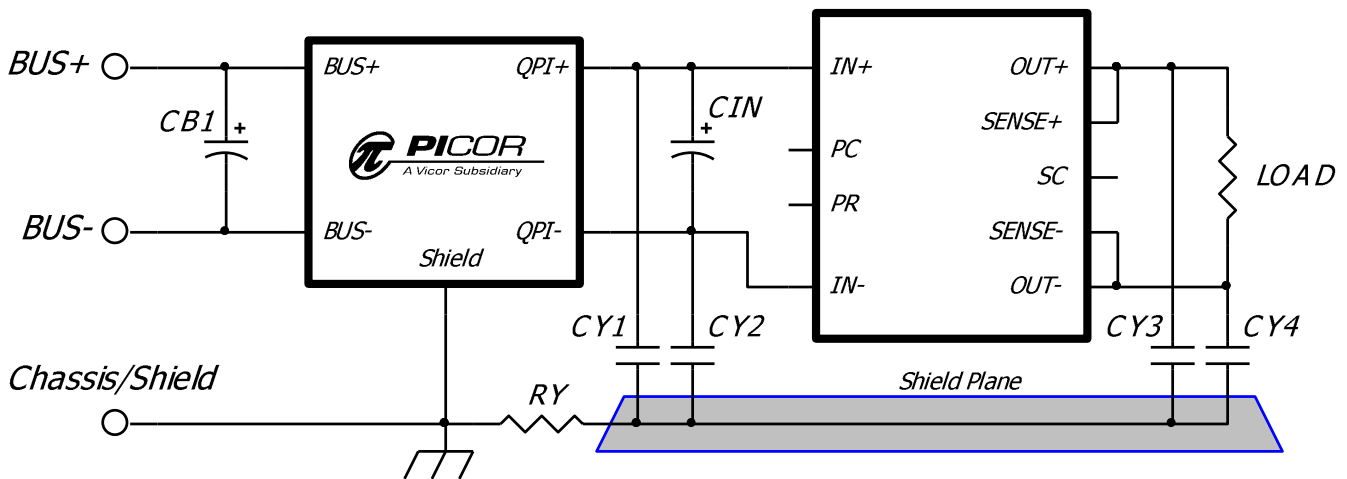 BUS+
BUS-
Chassis/Shield
CB1
+
BUS+
QPI+
PICOR
A Vicor Subsidiary
BUS-
QPI-
Shield
CIN
+
CY1
CY2
RY
IN+
OUT+
SENSE+
PC
SC
PR
SENSE-
IN-
OUT-
LOAD
CY3
CY4
Shield Plane